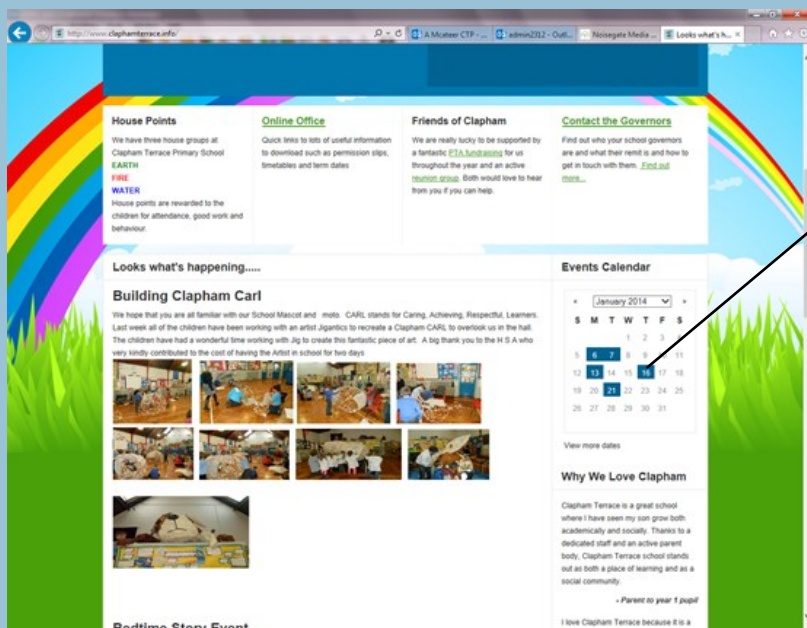 http://www.claphamterrace.info/
A Mcateer CTP - ...
admin2312 - Outl...
Noisegate Media ...
Looks what's h...
House Points
We have three house groups at
Clapham Terrace Primary School
EARTH
FIRE
WATER
House points are rewarded to the
children for attendance, good work and
behaviour.
Online Office
Quick links to lots of useful information
to download such as permission slips,
timetables and term dates
Friends of Clapham
We are really lucky to be supported by
a fantastic PTA fundraising for us
throughout the year and an active
reunion group. Both would love to hear
from you if you can help.
Contact the Governors
Find out who your school governors
are and what their remit is and how to
get in touch with them. Find out
more...
Looks what's happening.....
Building Clapham Carl
We hope that you are all familiar with our School Mascot and moto. CARL stands for Caring, Achieving, Respectful, Learners.
Last week all of the children have been working with an artist Jigantics to recreate a Clapham CARL to overlook us in the hall.
The children have had a wonderful time working with Jig to create this fantastic piece of art. A big thank you to the H S A who
very kindly contributed to the cost of having the Artist in school for two days
Events Calendar
« January 2014 »
S M T W T F S
1 2 3
5 6 7 8 9 11
12 13 14 15 16 17 18
19 20 21 22 23 24 25
26 27 28 29 30 31
View more dates
Why We Love Clapham
Clapham Terrace is a great school
where I have seen my son grow both
academically and socially. Thanks to a
dedicated staff and an active parent
body, Clapham Terrace school stands
out as both a place of learning and as a
social community.
- Parent to year 1 pupil
I love Clapham Terrace because it is a
Bedtime Story Event